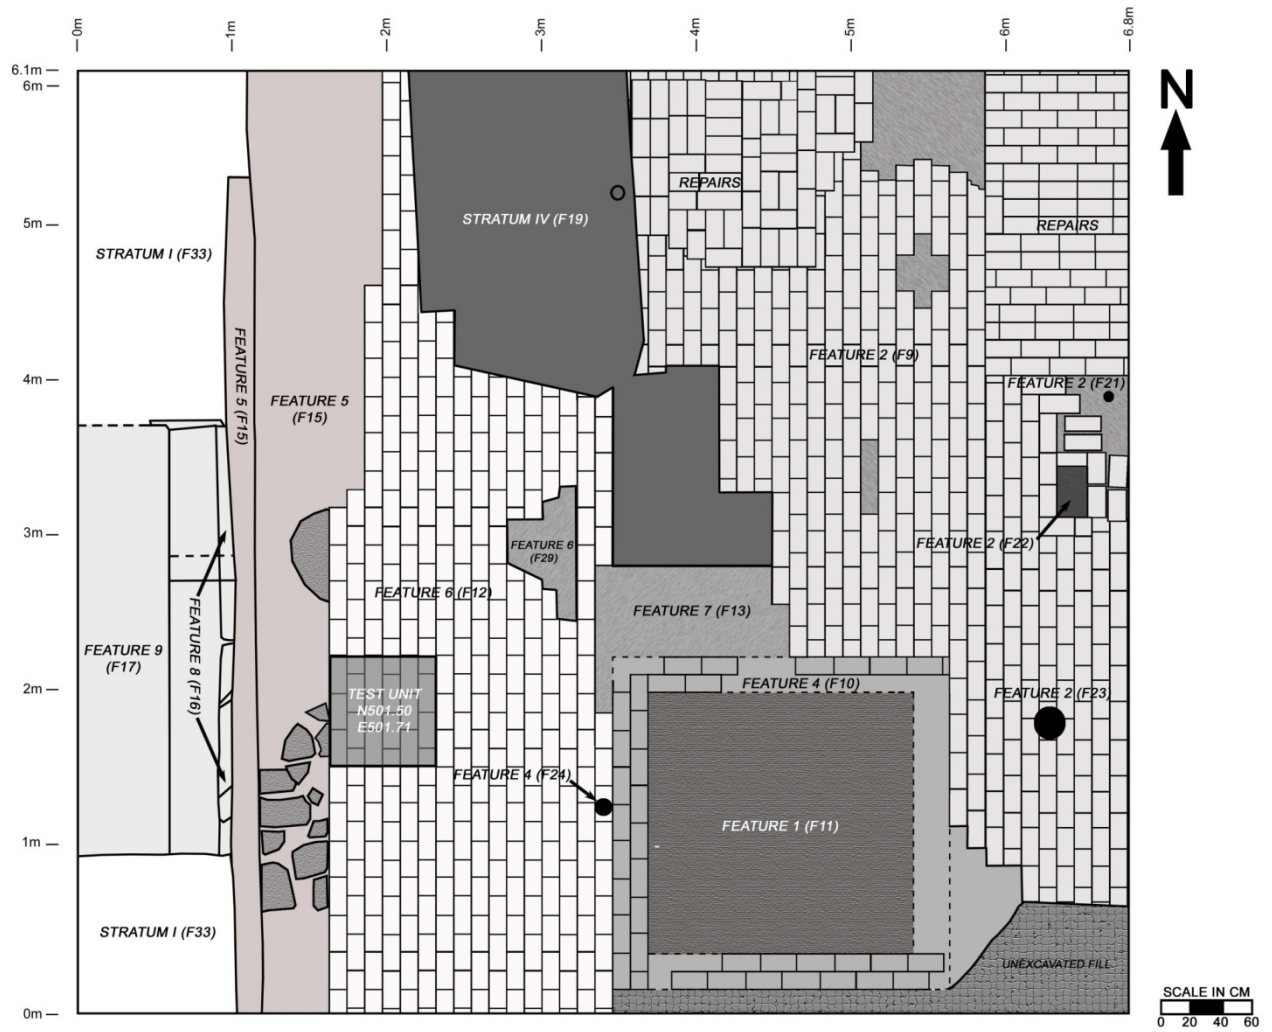 0m
1m
2m
3m
4m
5m
6m
6.8m
6.1m
6m
N
REPAIRS
STRATUM IV (F19)
5m
REPAIRS
STRATUM I (F33)
FEATURE 2 (F9)
FEATURE 5 (F15)
4m
FEATURE 2 (F21)
FEATURE 5
(F15)
3m
FEATURE 6
(F29)
FEATURE 2 (F22)
FEATURE 6 (F12)
FEATURE 7 (F13)
FEATURE 9
(F17)
FEATURE 8 (F16)
2m
TEST UNIT
N501.50
E501.71
FEATURE 4 (F10)
FEATURE 2 (F23)
FEATURE 4 (F24)
1m
FEATURE 1 (F11)
STRATUM I (F33)
UNEXCAVATED FILL
SCALE IN CM
0m
0 20 40 60